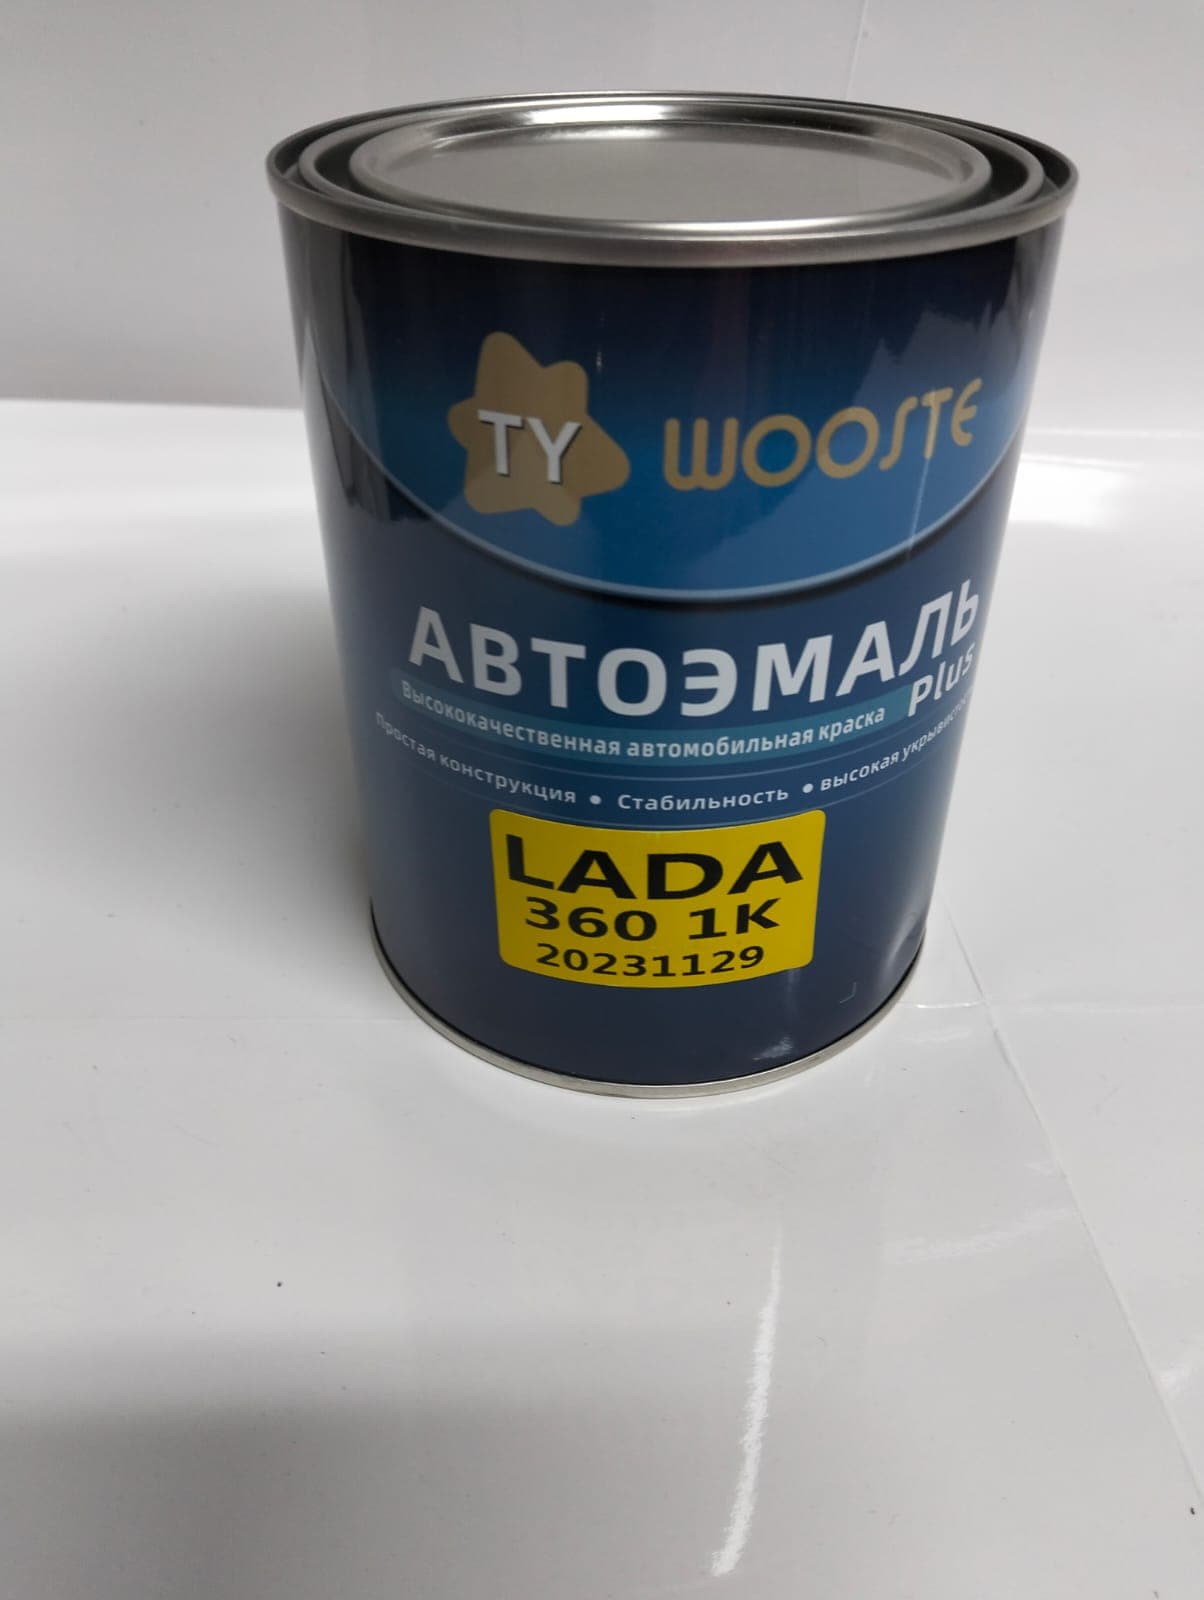 TY WOOSTE
АВТОЭМАЛЬ
Plus
Высококачественная автомобильная краска
Простая конструкция • Стабильность • высокая
LADA
360 1K
20231129